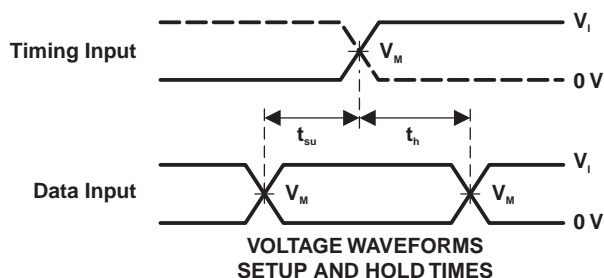 V_I
Timing Input
V_M
0 V
t_su
t_h
V_I
Data Input
V_M
V_M
0 V
VOLTAGE WAVEFORMS
SETUP AND HOLD TIMES